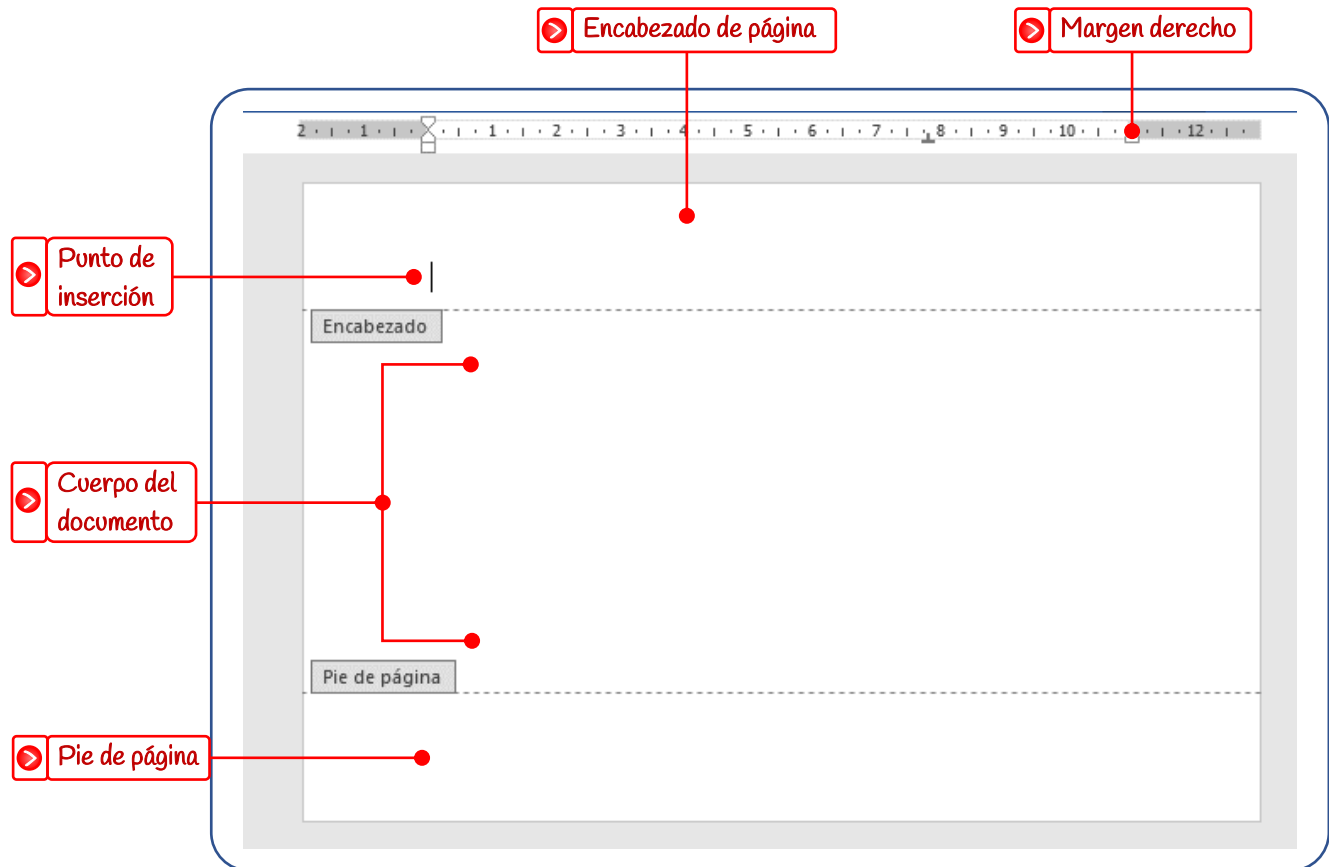 Encabezado de página
Margen derecho
2 1 1 2 3 4 5 6 7 8 9 10 12
Punto de
inserción
Encabezado
Cuerpo del
documento
Pie de página
Pie de página